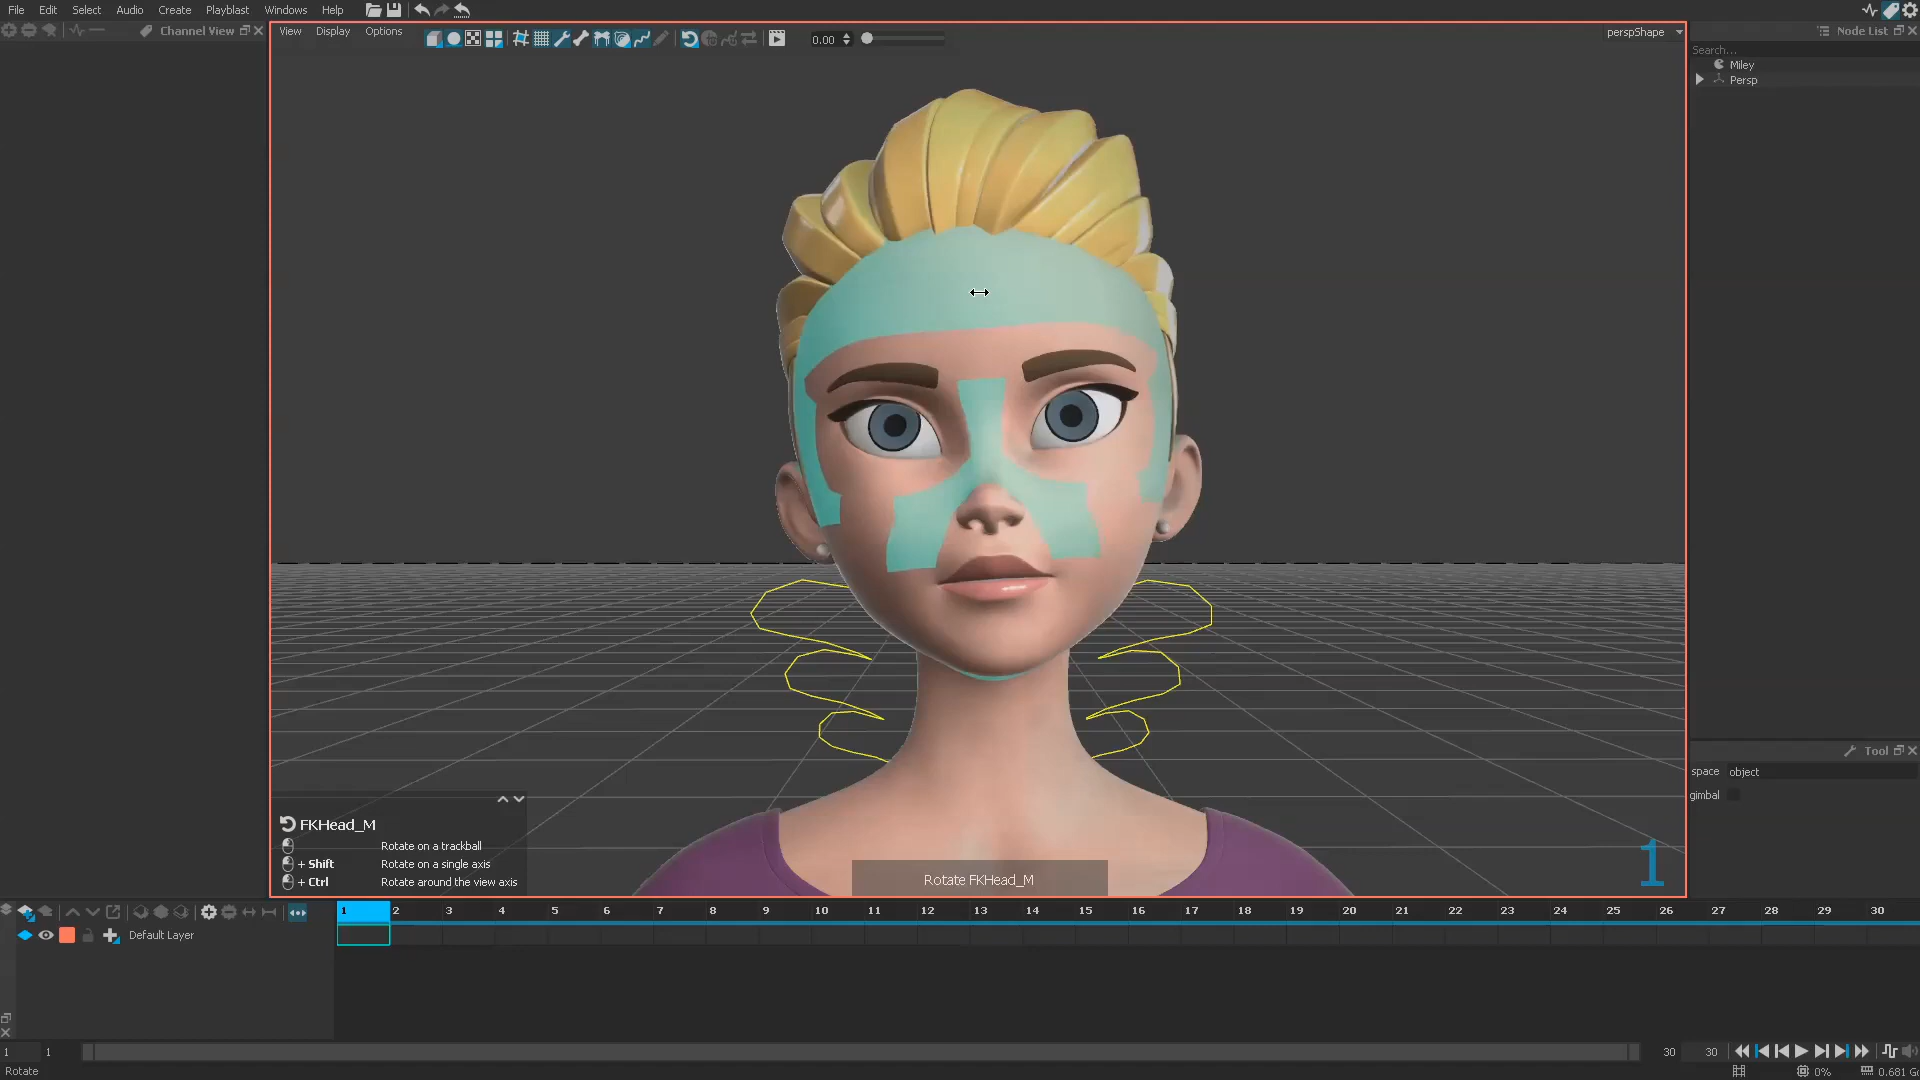 File Edit Select Audio Create Playblast Windows Help
Channel View
View Display Options
0.00
perspShape
Node List
Search...
Miley
Persp
Tool
space object
gimbal
FKHead_M
Rotate on a trackball
+ Shift Rotate on a single axis
+ Ctrl Rotate around the view axis
Rotate FKHead_M
1
1 2 3 4 5 6 7 8 9 10 11 12 13 14 15 16 17 18 19 20 21 22 23 24 25 26 27 28 29 30
Default Layer
1 1 30 30
Rotate
0% 0.681 G